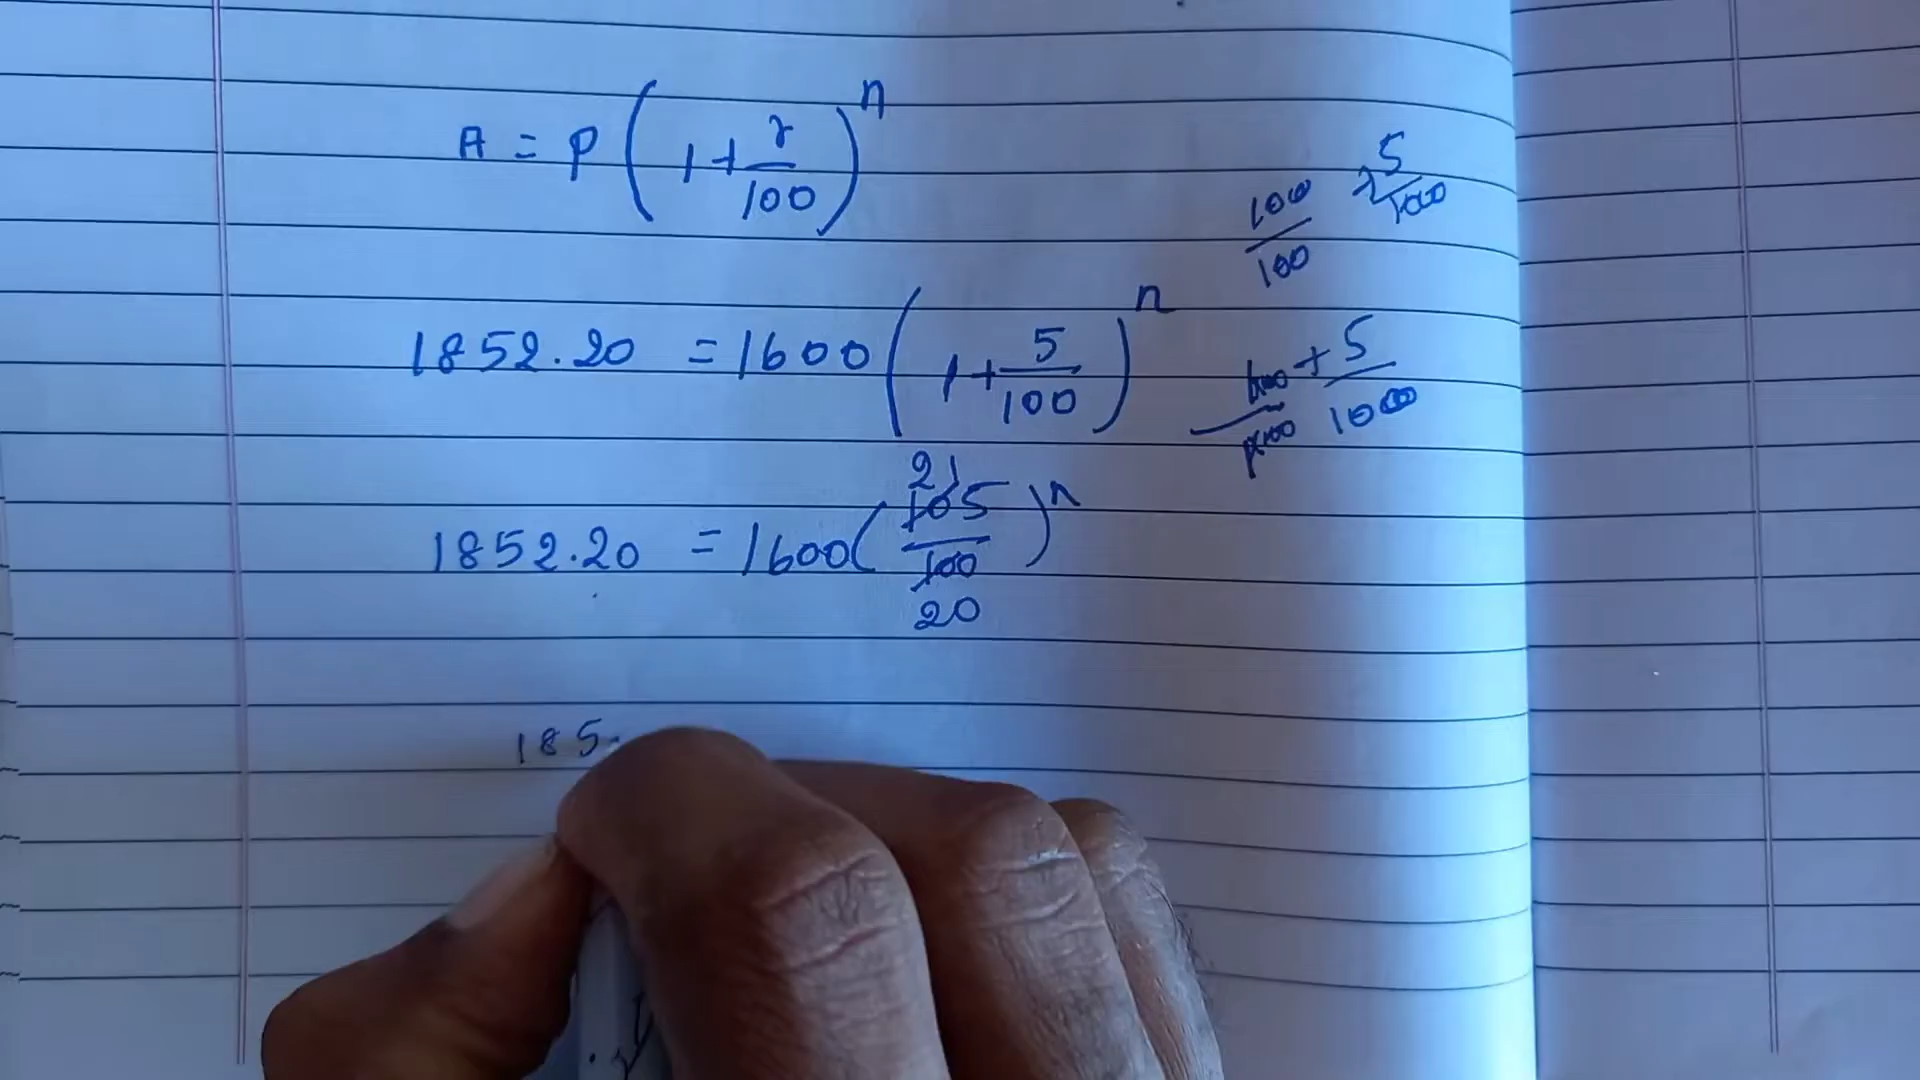 A = P ( 1 + r/100 )^n
100/100 + 5/100
1852.20 = 1600 ( 1 + 5/100 )^n
100 + 5/100
1852.20 = 1600 ( 105/100 )^n
21
20
185